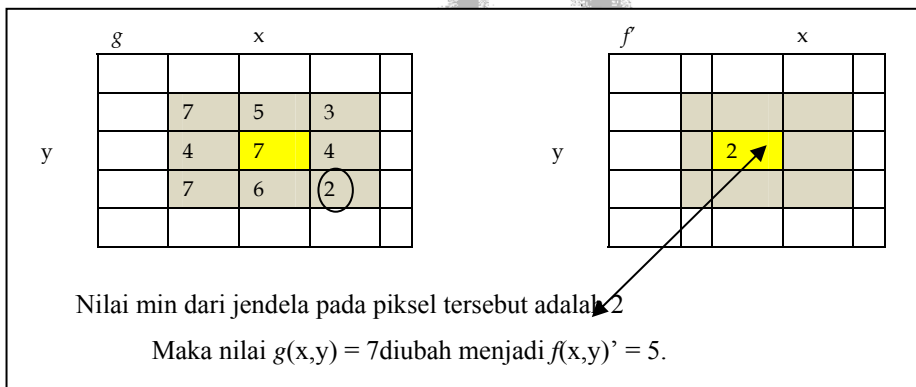 g x f' x
7 5 3
y 4 7 4 y 2
7 6 2
Nilai min dari jendela pada piksel tersebut adalah 2
Maka nilai g(x,y) = 7diubah menjadi f(x,y)’ = 5.